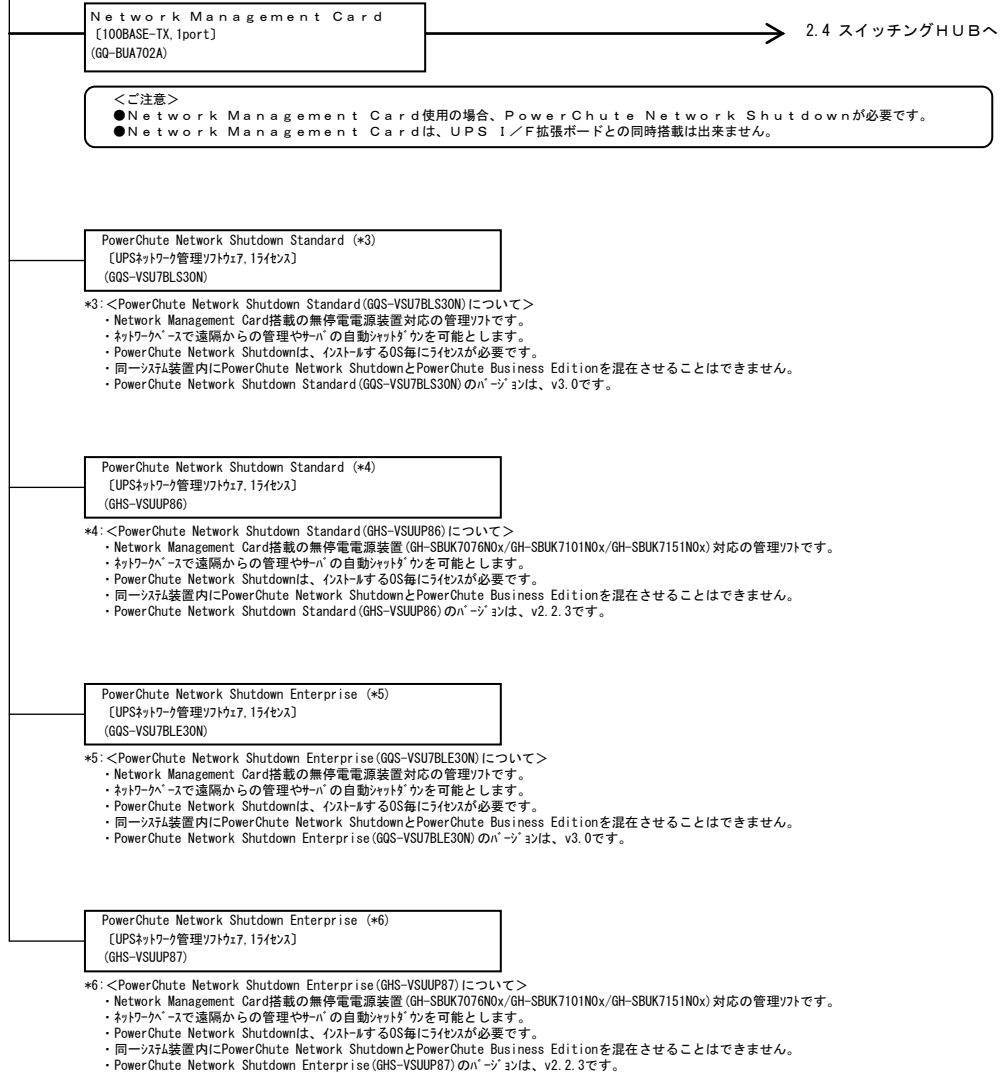 Ｎｅｔｗｏｒｋ Ｍａｎａｇｅｍｅｎｔ Ｃａｒｄ
〔100BASE-TX,1port〕
(GQ-BUA702A)
2.4 スイッチングＨＵＢへ
＜ご注意＞
●Ｎｅｔｗｏｒｋ Ｍａｎａｇｅｍｅｎｔ Ｃａｒｄ使用の場合、ＰｏｗｅｒＣｈｕｔｅ Ｎｅｔｗｏｒｋ Ｓｈｕｔｄｏｗｎが必要です。
●Ｎｅｔｗｏｒｋ Ｍａｎａｇｅｍｅｎｔ Ｃａｒｄは、ＵＰＳ Ｉ／Ｆ拡張ボードとの同時搭載は出来ません。
PowerChute Network Shutdown Standard (*3)
〔UPSﾈｯﾄﾜｰｸ管理ｿﾌﾄｳｪｱ,1ﾗｲｾﾝｽ〕
(GQS-VSU7BLS30N)
*3:＜PowerChute Network Shutdown Standard(GQS-VSU7BLS30N)について＞
・Network Management Card搭載の無停電電源装置対応の管理ｿﾌﾄです。
・ﾈｯﾄﾜｰｸﾍﾞｰｽで遠隔からの管理やｻｰﾊﾞの自動ｼｬｯﾄﾀﾞｳﾝを可能とします。
・PowerChute Network Shutdownは、ｲﾝｽﾄｰﾙするOS毎にﾗｲｾﾝｽが必要です。
・同一ｼｽﾃﾑ装置内にPowerChute Network ShutdownとPowerChute Business Editionを混在させることはできません。
・PowerChute Network Shutdown Standard(GQS-VSU7BLS30N)のﾊﾞｰｼﾞｮﾝは、v3.0です。
PowerChute Network Shutdown Standard (*4)
〔UPSﾈｯﾄﾜｰｸ管理ｿﾌﾄｳｪｱ,1ﾗｲｾﾝｽ〕
(GHS-VSUUP86)
*4:＜PowerChute Network Shutdown Standard(GHS-VSUUP86)について＞
・Network Management Card搭載の無停電電源装置(GH-SBUK7076N0x/GH-SBUK7101N0x/GH-SBUK7151N0x)対応の管理ｿﾌﾄです。
・ﾈｯﾄﾜｰｸﾍﾞｰｽで遠隔からの管理やｻｰﾊﾞの自動ｼｬｯﾄﾀﾞｳﾝを可能とします。
・PowerChute Network Shutdownは、ｲﾝｽﾄｰﾙするOS毎にﾗｲｾﾝｽが必要です。
・同一ｼｽﾃﾑ装置内にPowerChute Network ShutdownとPowerChute Business Editionを混在させることはできません。
・PowerChute Network Shutdown Standard(GHS-VSUUP86)のﾊﾞｰｼﾞｮﾝは、v2.2.3です。
PowerChute Network Shutdown Enterprise (*5)
〔UPSﾈｯﾄﾜｰｸ管理ｿﾌﾄｳｪｱ,1ﾗｲｾﾝｽ〕
(GQS-VSU7BLE30N)
*5:＜PowerChute Network Shutdown Enterprise(GQS-VSU7BLE30N)について＞
・Network Management Card搭載の無停電電源装置対応の管理ｿﾌﾄです。
・ﾈｯﾄﾜｰｸﾍﾞｰｽで遠隔からの管理やｻｰﾊﾞの自動ｼｬｯﾄﾀﾞｳﾝを可能とします。
・PowerChute Network Shutdownは、ｲﾝｽﾄｰﾙするOS毎にﾗｲｾﾝｽが必要です。
・同一ｼｽﾃﾑ装置内にPowerChute Network ShutdownとPowerChute Business Editionを混在させることはできません。
・PowerChute Network Shutdown Enterprise(GQS-VSU7BLE30N)のﾊﾞｰｼﾞｮﾝは、v3.0です。
PowerChute Network Shutdown Enterprise (*6)
〔UPSﾈｯﾄﾜｰｸ管理ｿﾌﾄｳｪｱ,1ﾗｲｾﾝｽ〕
(GHS-VSUUP87)
*6:＜PowerChute Network Shutdown Enterprise(GHS-VSUUP87)について＞
・Network Management Card搭載の無停電電源装置(GH-SBUK7076N0x/GH-SBUK7101N0x/GH-SBUK7151N0x)対応の管理ｿﾌﾄです。
・ﾈｯﾄﾜｰｸﾍﾞｰｽで遠隔からの管理やｻｰﾊﾞの自動ｼｬｯﾄﾀﾞｳﾝを可能とします。
・PowerChute Network Shutdownは、ｲﾝｽﾄｰﾙするOS毎にﾗｲｾﾝｽが必要です。
・同一ｼｽﾃﾑ装置内にPowerChute Network ShutdownとPowerChute Business Editionを混在させることはできません。
・PowerChute Network Shutdown Enterprise(GHS-VSUUP87)のﾊﾞｰｼﾞｮﾝは、v2.2.3です。